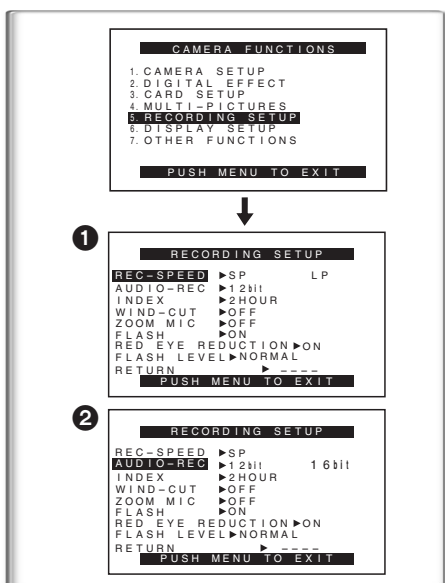 CAMERA FUNCTIONS
1. CAMERA SETUP
2. DIGITAL EFFECT
3. CARD SETUP
4. MULTI-PICTURES
5. RECORDING SETUP
6. DISPLAY SETUP
7. OTHER FUNCTIONS
PUSH MENU TO EXIT
1
RECORDING SETUP
REC-SPEED ▶SP LP
AUDIO-REC ▶12bit
INDEX ▶2HOUR
WIND-CUT ▶OFF
ZOOM MIC ▶OFF
FLASH ▶ON
RED EYE REDUCTION▶ON
FLASH LEVEL▶NORMAL
RETURN ▶ ----
PUSH MENU TO EXIT
2
RECORDING SETUP
REC-SPEED ▶SP
AUDIO-REC ▶12bit 16bit
INDEX ▶2HOUR
WIND-CUT ▶OFF
ZOOM MIC ▶OFF
FLASH ▶ON
RED EYE REDUCTION▶ON
FLASH LEVEL▶NORMAL
RETURN ▶ ----
PUSH MENU TO EXIT